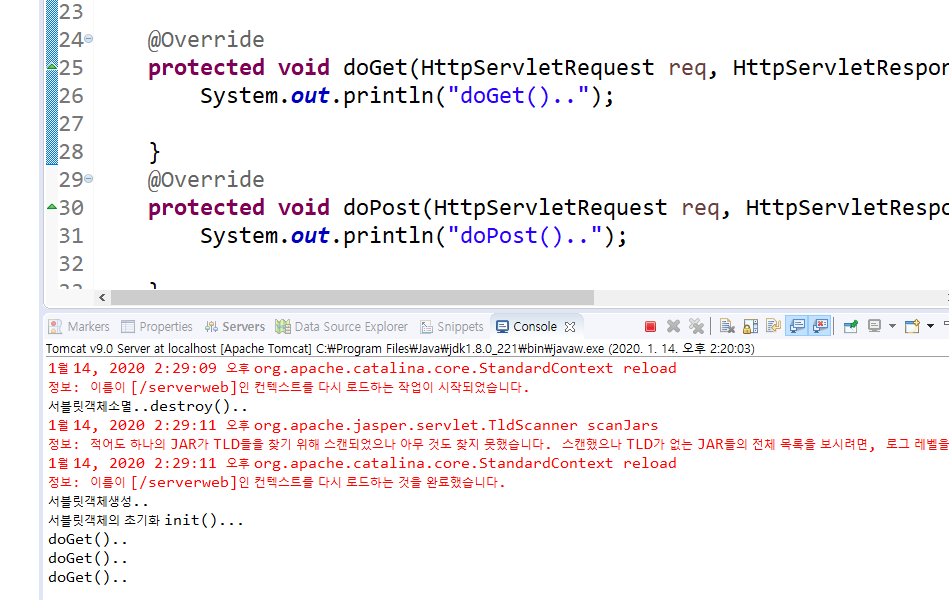 23
24 @Override
25 protected void doGet(HttpServletRequest req, HttpServletRespon
26 System.out.println("doGet()..");
27
28 }
29 @Override
30 protected void doPost(HttpServletRequest req, HttpServletRespo
31 System.out.println("doPost()..");
32
Markers Properties Servers Data Source Explorer Snippets Console
Tomcat v9.0 Server at localhost [Apache Tomcat] C:₩Program Files₩Java₩jdk1.8.0_221₩bin₩javaw.exe (2020. 1. 14. 오후 2:20:03)
1월 14, 2020 2:29:09 오후 org.apache.catalina.core.StandardContext reload
정보: 이름이 [/serverweb]인 컨텍스트를 다시 로드하는 작업이 시작되었습니다.
서블릿객체소멸..destroy()..
1월 14, 2020 2:29:11 오후 org.apache.jasper.servlet.TldScanner scanJars
정보: 적어도 하나의 JAR가 TLD들을 찾기 위해 스캔되었으나 아무 것도 찾지 못했습니다. 스캔했으나 TLD가 없는 JAR들의 전체 목록을 보시려면, 로그 레벨을
1월 14, 2020 2:29:11 오후 org.apache.catalina.core.StandardContext reload
정보: 이름이 [/serverweb]인 컨텍스트를 다시 로드하는 것을 완료했습니다.
서블릿객체생성..
서블릿객체의 초기화 init()...
doGet()..
doGet()..
doGet()..